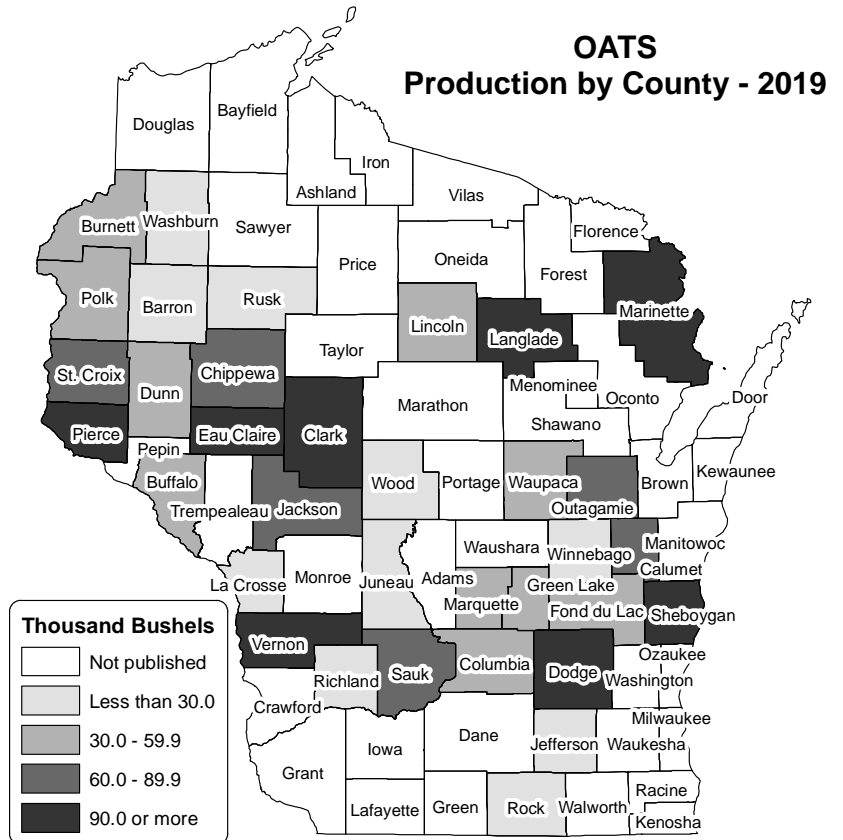 OATS
Production by County - 2019
Douglas
Bayfield
Iron
Ashland
Vilas
Burnett
Washburn
Sawyer
Florence
Price
Oneida
Forest
Polk
Barron
Rusk
Marinette
Lincoln
Langlade
Taylor
St. Croix
Dunn
Chippewa
Menominee
Oconto
Door
Marathon
Shawano
Pierce
Eau Claire
Clark
Pepin
Kewaunee
Buffalo
Wood
Portage
Waupaca
Brown
Trempealeau
Jackson
Outagamie
Waushara
Winnebago
Manitowoc
Calumet
La Crosse
Monroe
Juneau
Adams
Green Lake
Marquette
Fond du Lac
Sheboygan
Vernon
Ozaukee
Richland
Sauk
Columbia
Dodge
Washington
Crawford
Milwaukee
Iowa
Dane
Jefferson
Waukesha
Grant
Racine
Lafayette
Green
Rock
Walworth
Kenosha
Thousand Bushels
Not published
Less than 30.0
30.0 - 59.9
60.0 - 89.9
90.0 or more